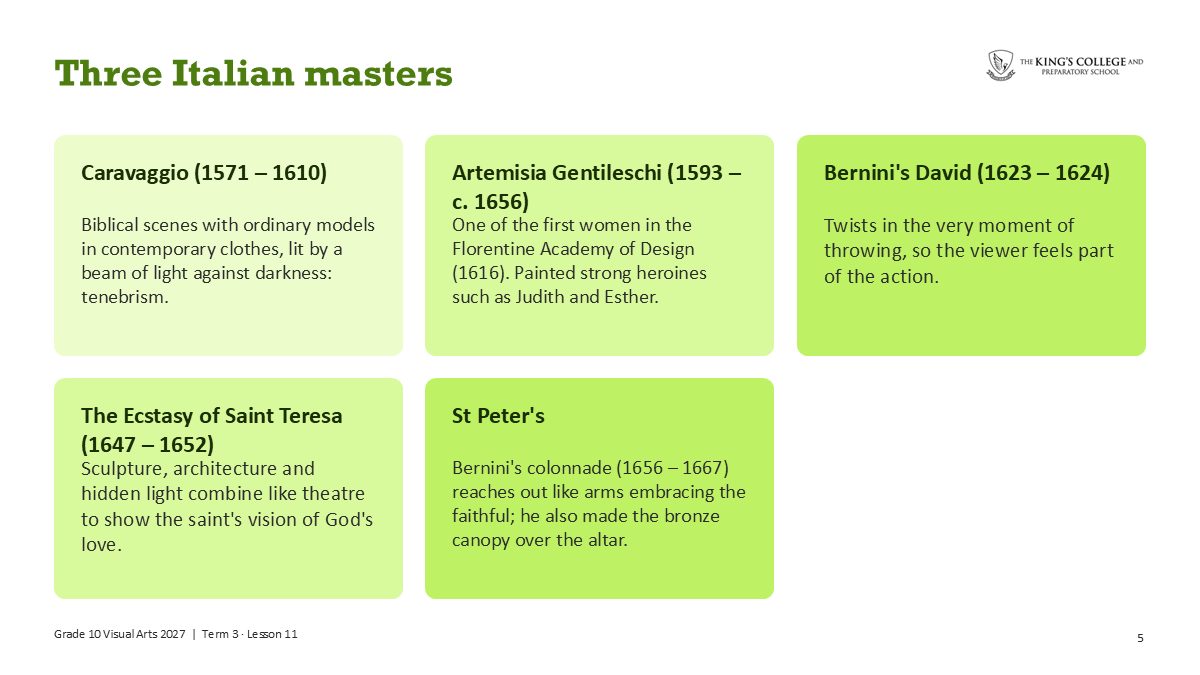 Three Italian masters
THE KING'S COLLEGE AND
PREPARATORY SCHOOL
Caravaggio (1571 – 1610)
Biblical scenes with ordinary models
in contemporary clothes, lit by a
beam of light against darkness:
tenebrism.
Artemisia Gentileschi (1593 –
c. 1656)
One of the first women in the
Florentine Academy of Design
(1616). Painted strong heroines
such as Judith and Esther.
Bernini's David (1623 – 1624)
Twists in the very moment of
throwing, so the viewer feels part
of the action.
The Ecstasy of Saint Teresa
(1647 – 1652)
Sculpture, architecture and
hidden light combine like theatre
to show the saint's vision of God's
love.
St Peter's
Bernini's colonnade (1656 – 1667)
reaches out like arms embracing the
faithful; he also made the bronze
canopy over the altar.
Grade 10 Visual Arts 2027 | Term 3 · Lesson 11
5